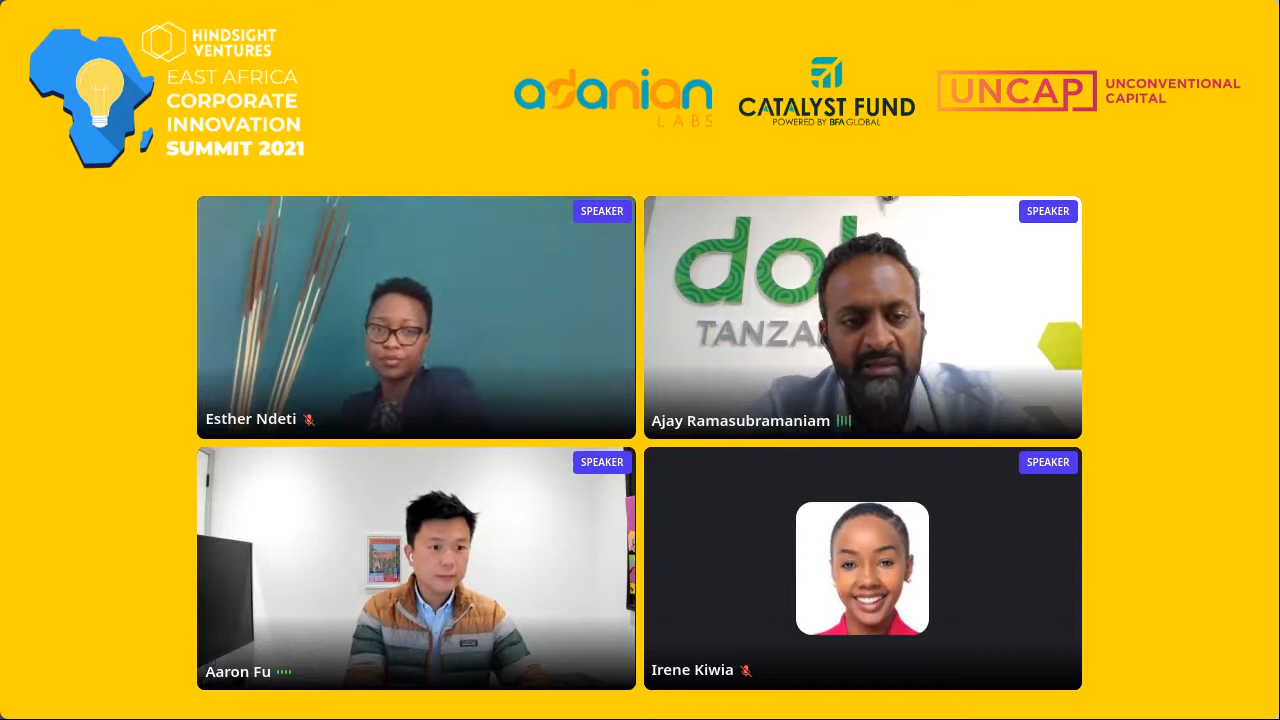 HINDSIGHT
VENTURES
EAST AFRICA
CORPORATE
INNOVATION
SUMMIT 2021
adanian
LABS
CATALYST FUND
POWERED BY BFA GLOBAL
UNCAP
UNCONVENTIONAL
CAPITAL
SPEAKER
Esther Ndeti
SPEAKER
do
TANZA
Ajay Ramasubramaniam
SPEAKER
Aaron Fu
SPEAKER
Irene Kiwia